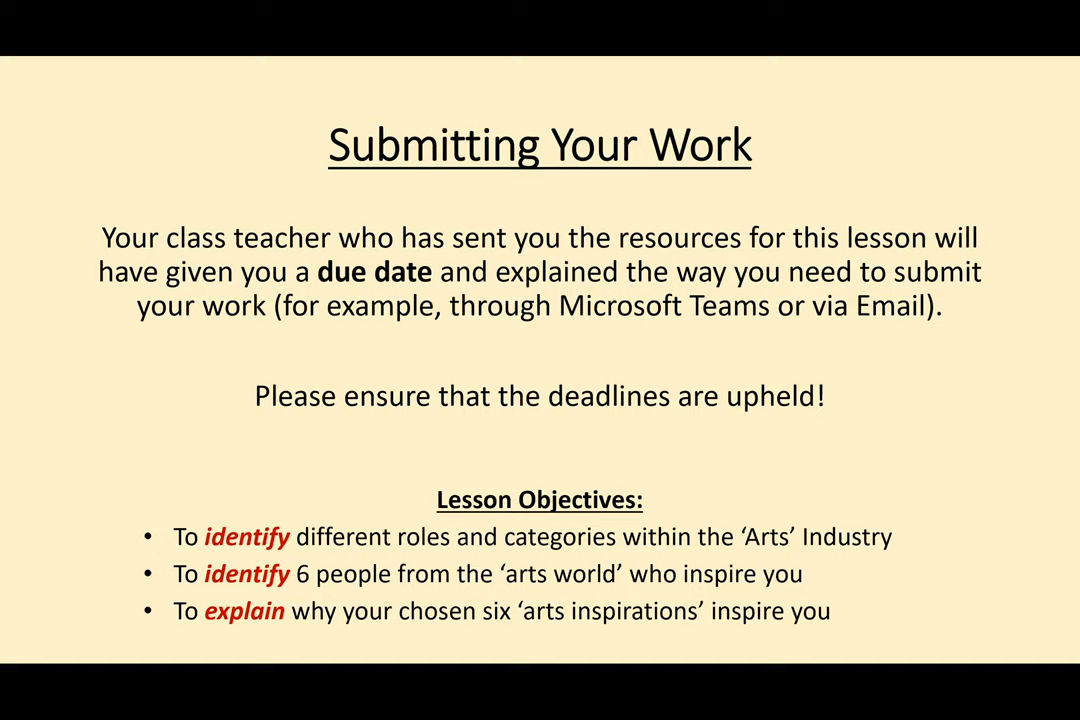 Submitting Your Work
Your class teacher who has sent you the resources for this lesson will
have given you a due date and explained the way you need to submit
your work (for example, through Microsoft Teams or via Email).
Please ensure that the deadlines are upheld!
Lesson Objectives:
• To identify different roles and categories within the ‘Arts’ Industry
• To identify 6 people from the ‘arts world’ who inspire you
• To explain why your chosen six ‘arts inspirations’ inspire you